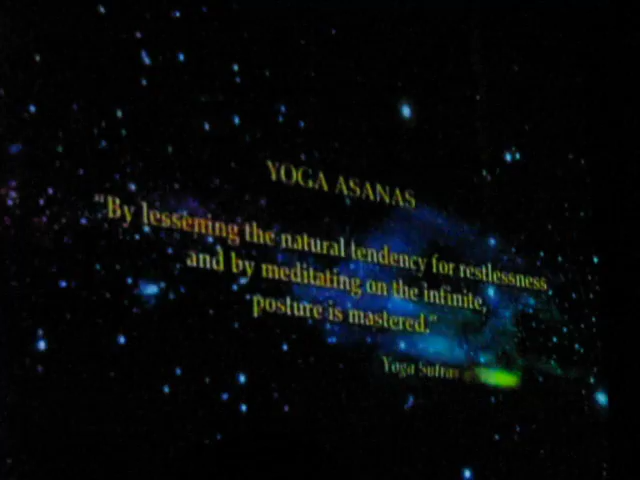 YOGA ASANAS
"By lessening the natural tendency for restlessness
and by meditating on the infinite,
posture is mastered."
Yoga Sutras